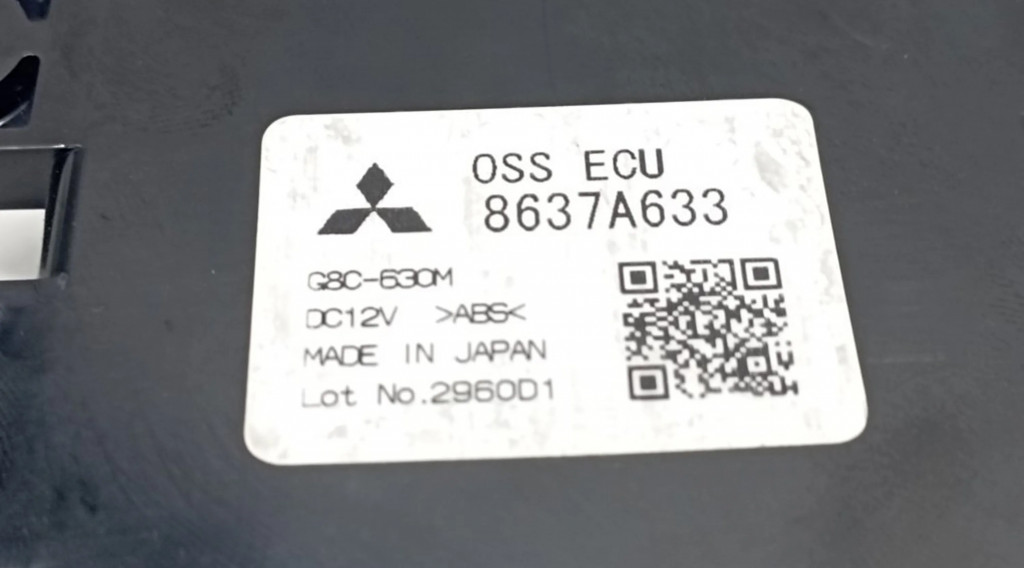 OSS ECU
8637A633
G8C-630M
DC12V >ABS<
MADE IN JAPAN
Lot No.2960D1